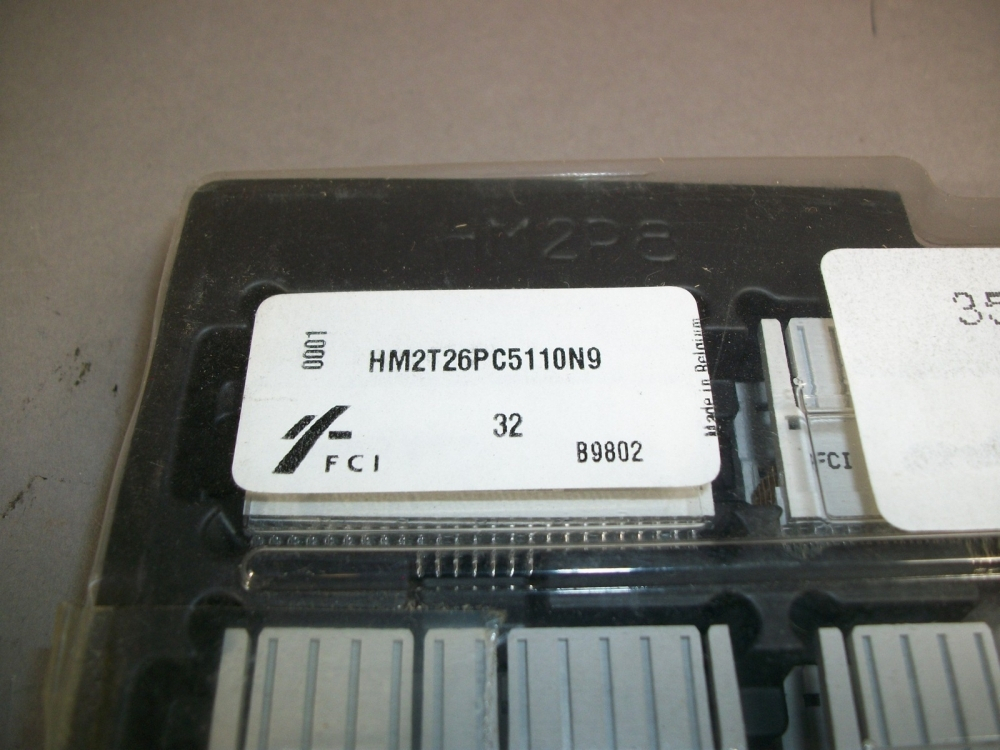 HM2P8
0001
HM2T26PC5110N9
Made in Belgium
32
B9802
FCI
35
FCI